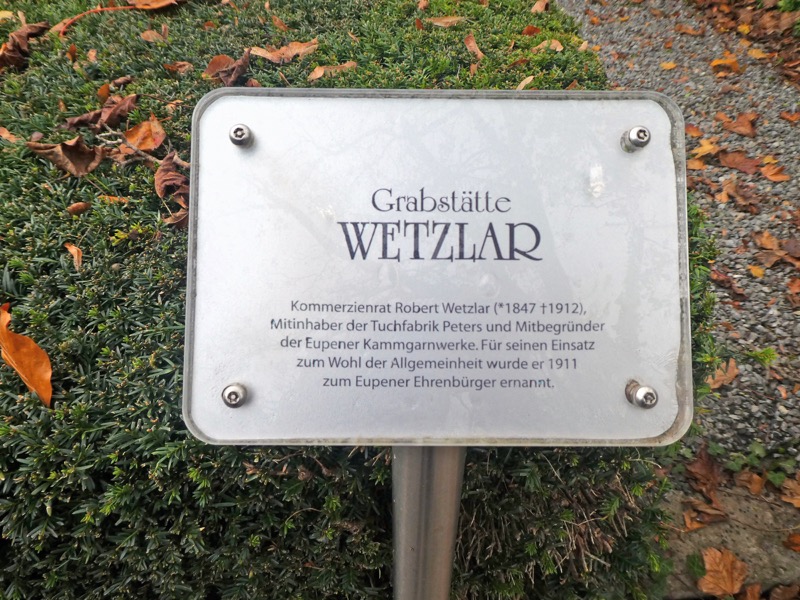 Grabstätte
WETZLAR
Kommerzienrat Robert Wetzlar (*1847 †1912),
Mitinhaber der Tuchfabrik Peters und Mitbegründer
der Eupener Kammgarnwerke. Für seinen Einsatz
zum Wohl der Allgemeinheit wurde er 1911
zum Eupener Ehrenbürger ernannt.